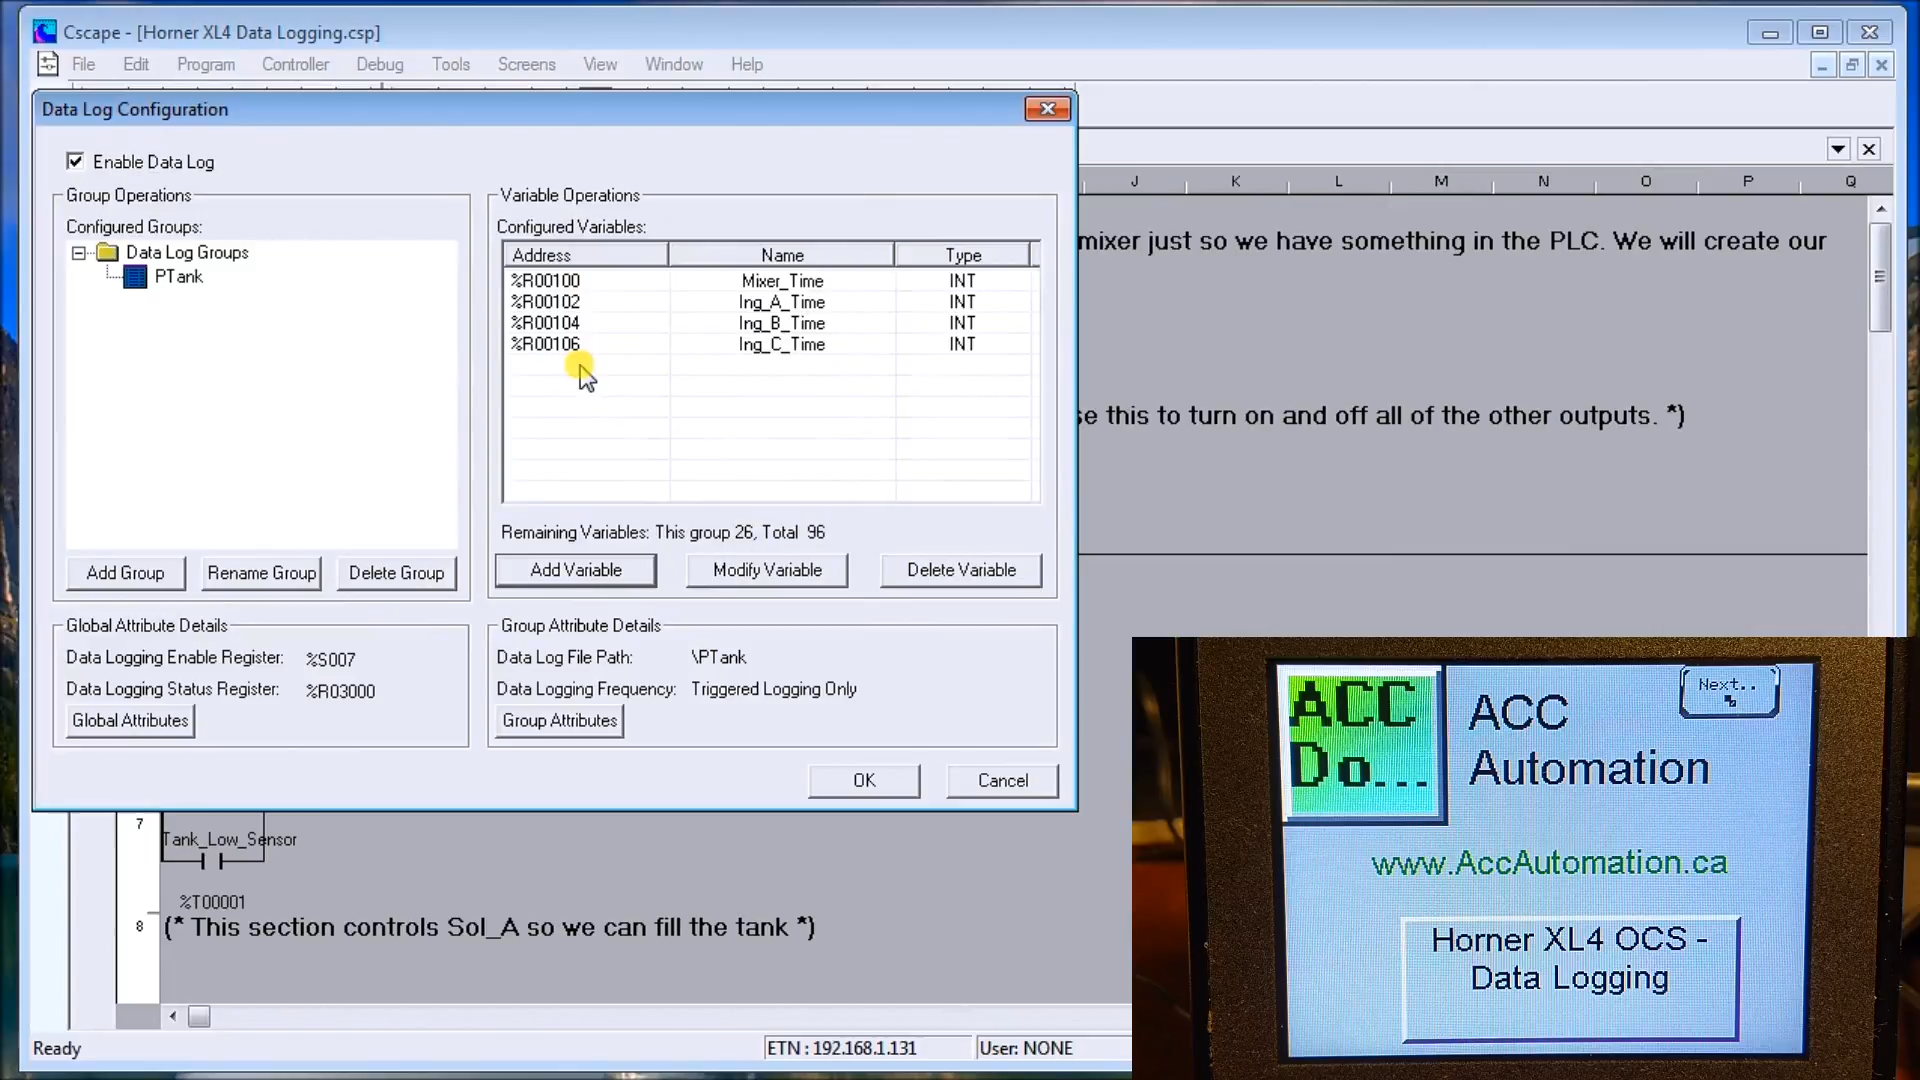 Cscape - [Horner XL4 Data Logging.csp]
File Edit Program Controller Debug Tools Screens View Window Help
Data Log Configuration
Enable Data Log
Group Operations
Configured Groups:
Data Log Groups
PTank
Add Group Rename Group Delete Group
Variable Operations
Configured Variables:
Address Name Type
%R00100 Mixer_Time INT
%R00102 Ing_A_Time INT
%R00104 Ing_B_Time INT
%R00106 Ing_C_Time INT
Remaining Variables: This group 26, Total 96
Add Variable Modify Variable Delete Variable
Global Attribute Details
Data Logging Enable Register: %S007
Data Logging Status Register: %R03000
Global Attributes
Group Attribute Details
Data Log File Path: \PTank
Data Logging Frequency: Triggered Logging Only
Group Attributes
OK Cancel
J K L M N O P Q
mixer just so we have something in the PLC. We will create our
se this to turn on and off all of the other outputs. *)
7
Tank_Low_Sensor
%T00001
8 (* This section controls Sol_A so we can fill the tank *)
Ready ETN : 192.168.1.131 User: NONE
ACC
Do...
ACC
Automation
Next..
www.AccAutomation.ca
Horner XL4 OCS -
Data Logging